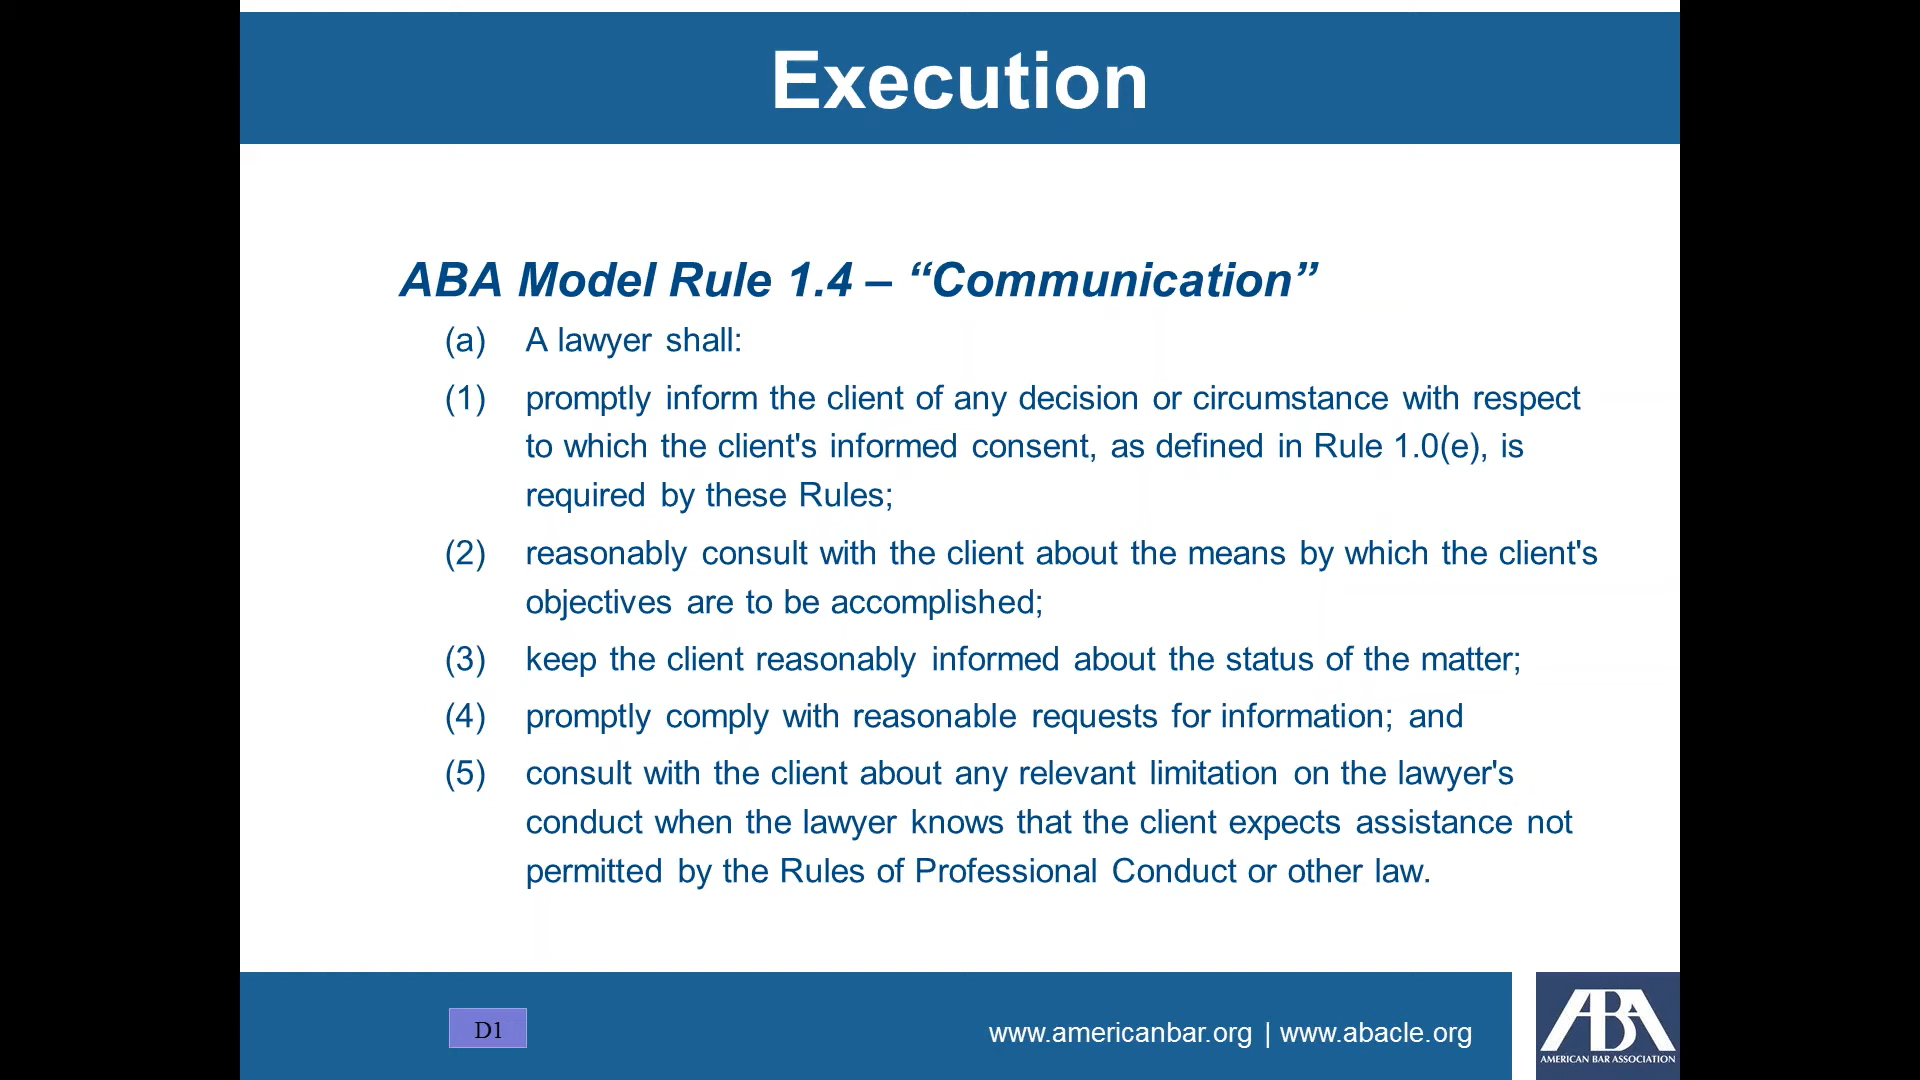 Execution
ABA Model Rule 1.4 – “Communication”
(a) A lawyer shall:
(1) promptly inform the client of any decision or circumstance with respect
to which the client's informed consent, as defined in Rule 1.0(e), is
required by these Rules;
(2) reasonably consult with the client about the means by which the client's
objectives are to be accomplished;
(3) keep the client reasonably informed about the status of the matter;
(4) promptly comply with reasonable requests for information; and
(5) consult with the client about any relevant limitation on the lawyer's
conduct when the lawyer knows that the client expects assistance not
permitted by the Rules of Professional Conduct or other law.
D1
www.americanbar.org | www.abacle.org
ABA
AMERICAN BAR ASSOCIATION